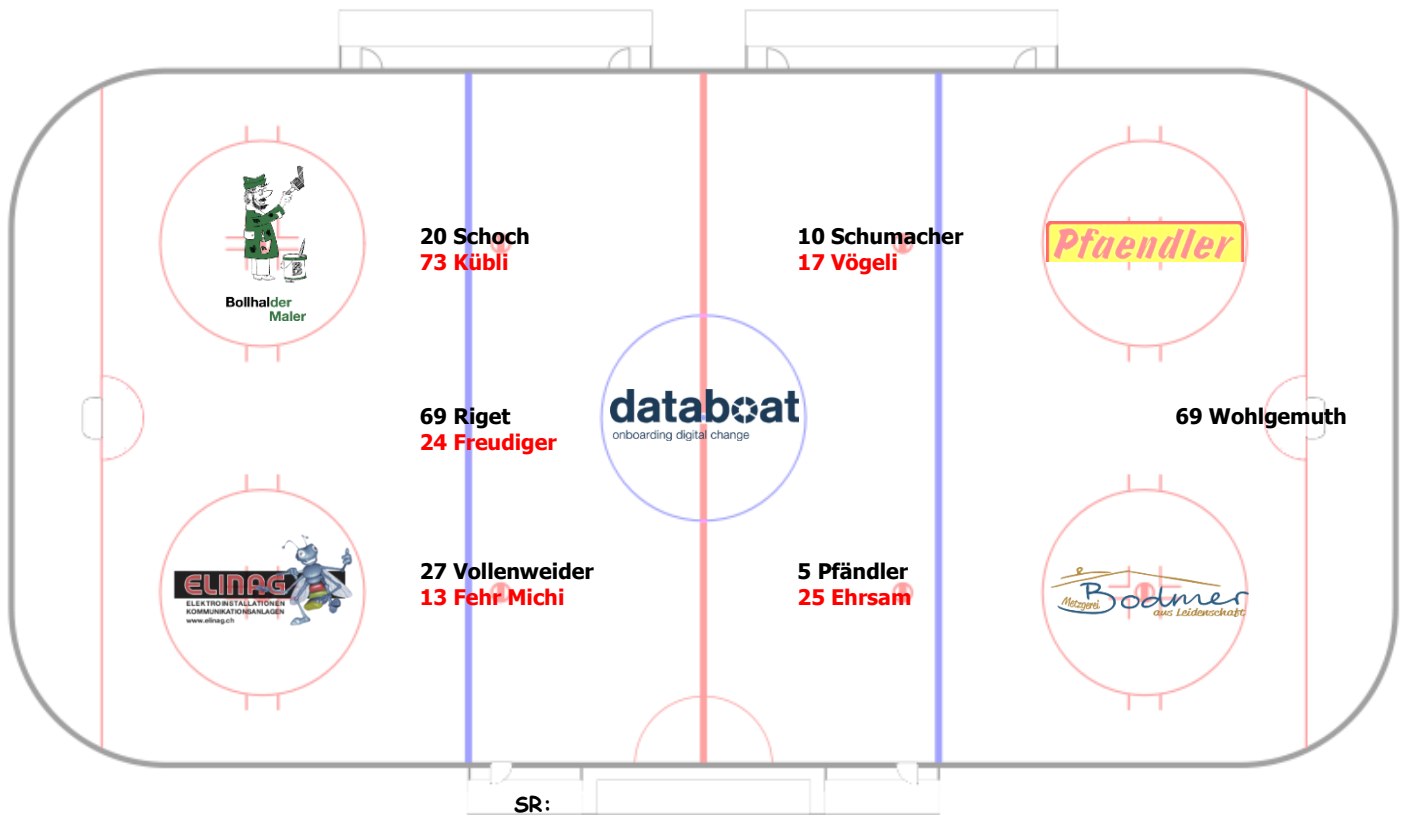 20 Schoch
73 Kübli
10 Schumacher
17 Vögeli
Pfaendler
Bollhalder
Maler
69 Riget
24 Freudiger
databoat
onboarding digital change
69 Wohlgemuth
27 Vollenweider
13 Fehr Michi
5 Pfändler
25 Ehrsam
ELINAG
ELEKTROINSTALLATIONEN
KOMMUNIKATIONSANLAGEN
www.elinag.ch
Metzgerei
Bodmer
aus Leidenschaft
SR: